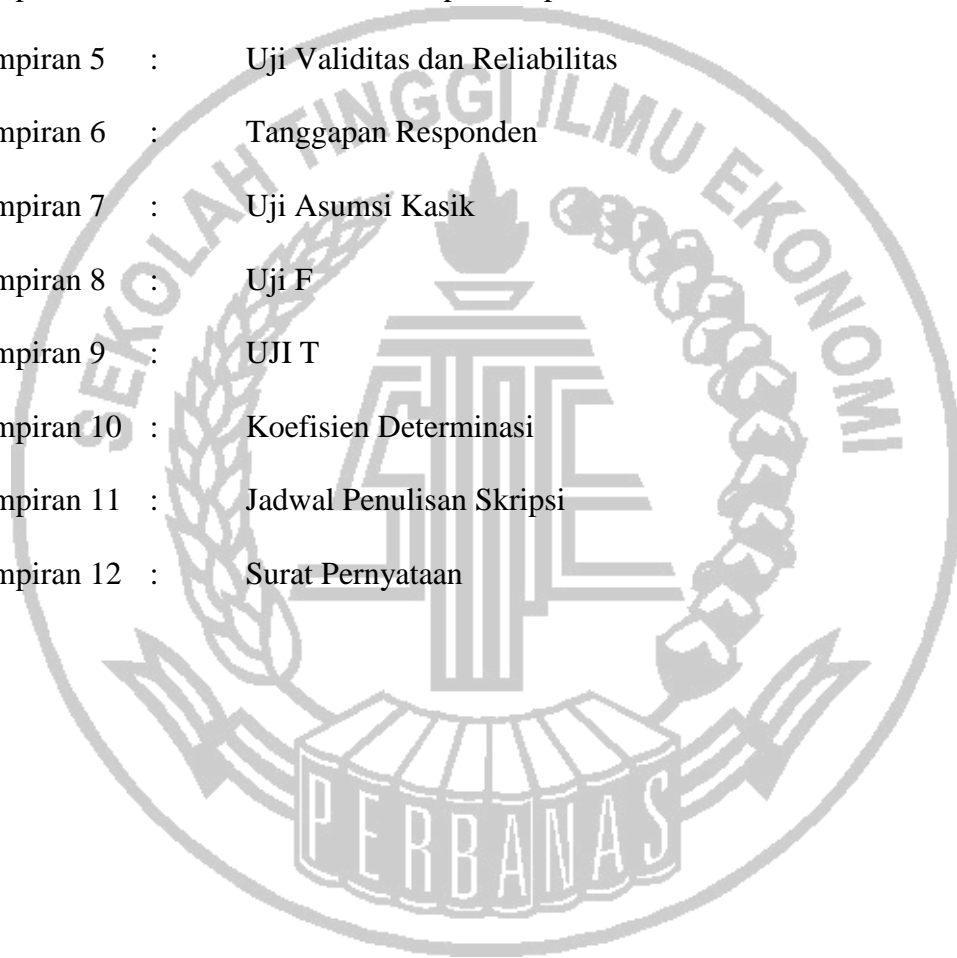 mpiran 5 : Uji Validitas dan Reliabilitas
mpiran 6 : Tanggapan Responden
mpiran 7 : Uji Asumsi Kasik
mpiran 8 : Uji F
mpiran 9 : UJI T
mpiran 10 : Koefisien Determinasi
mpiran 11 : Jadwal Penulisan Skripsi
mpiran 12 : Surat Pernyataan
SEKOLAH TINGGI ILMU EKONOMI
PERBANAS